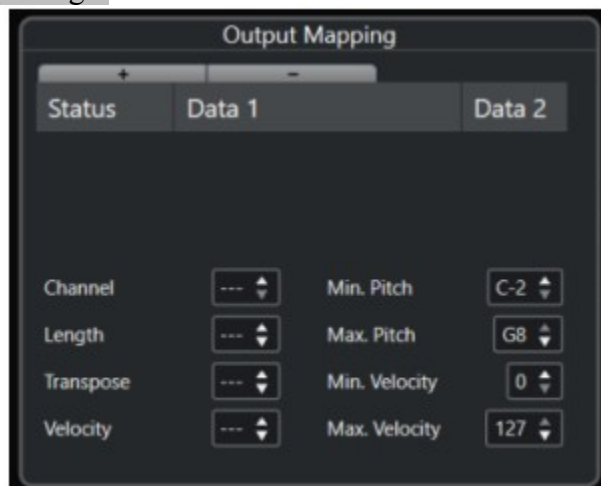 Output Mapping
+ -
Status Data 1 Data 2
Channel --- Min. Pitch C-2
Length --- Max. Pitch G8
Transpose --- Min. Velocity 0
Velocity --- Max. Velocity 127